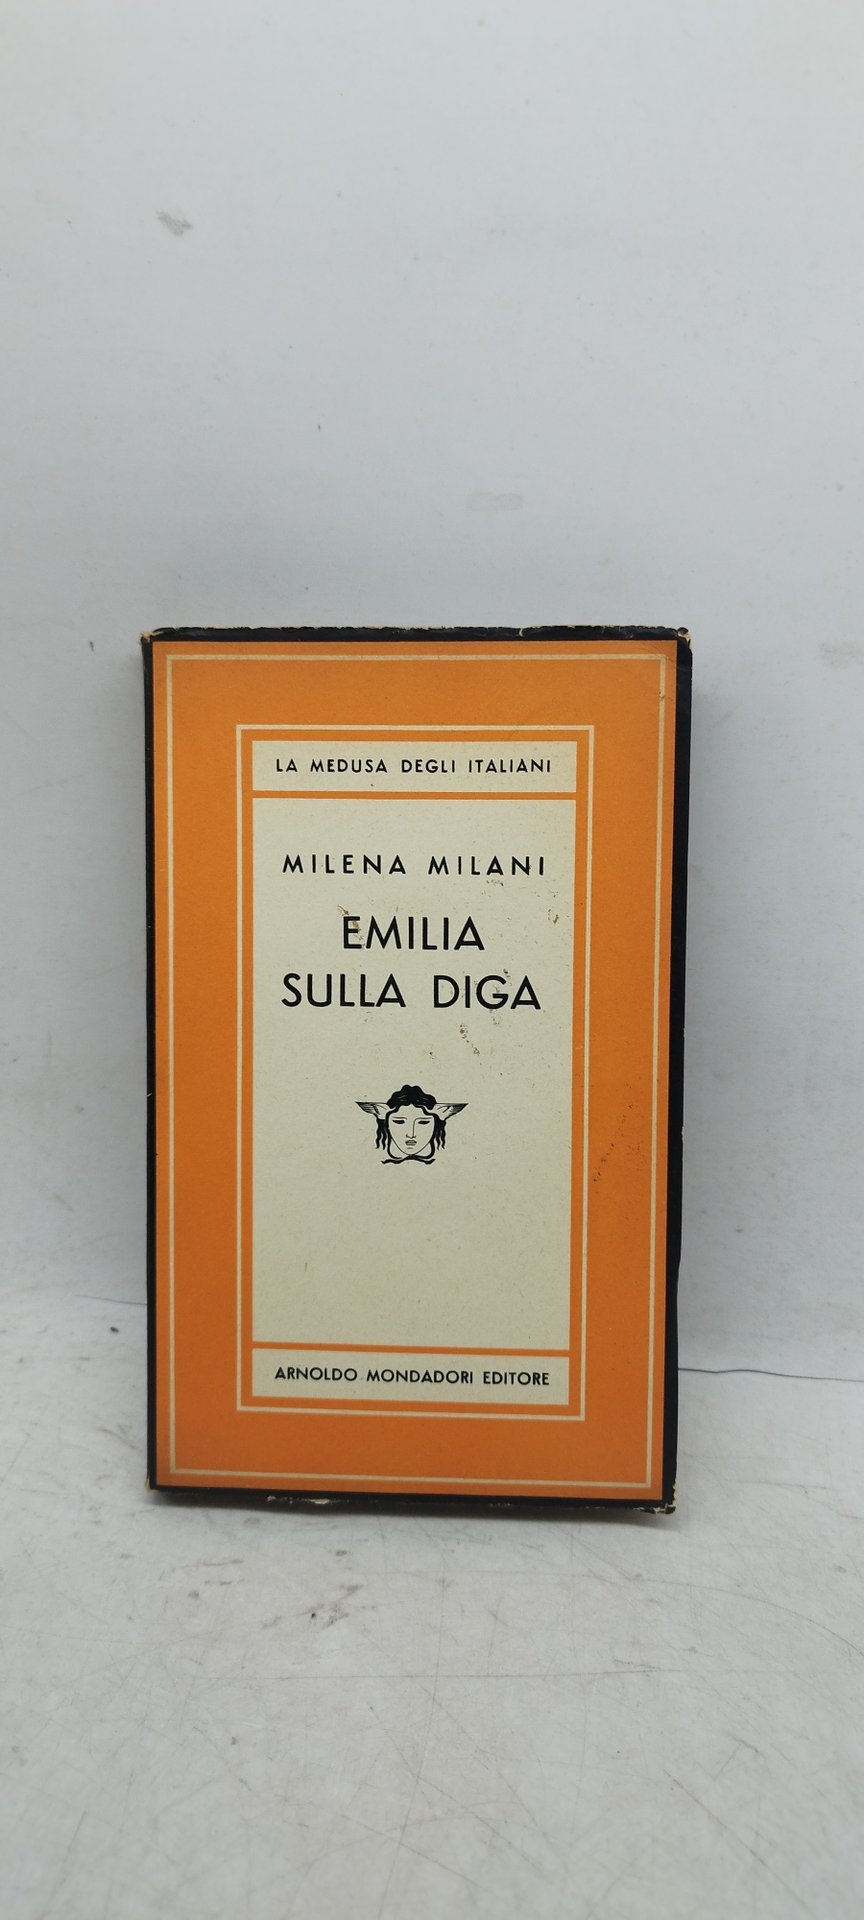 LA MEDUSA DEGLI ITALIANI
MILENA MILANI
EMILIA
SULLA DIGA
ARNOLDO MONDADORI EDITORE